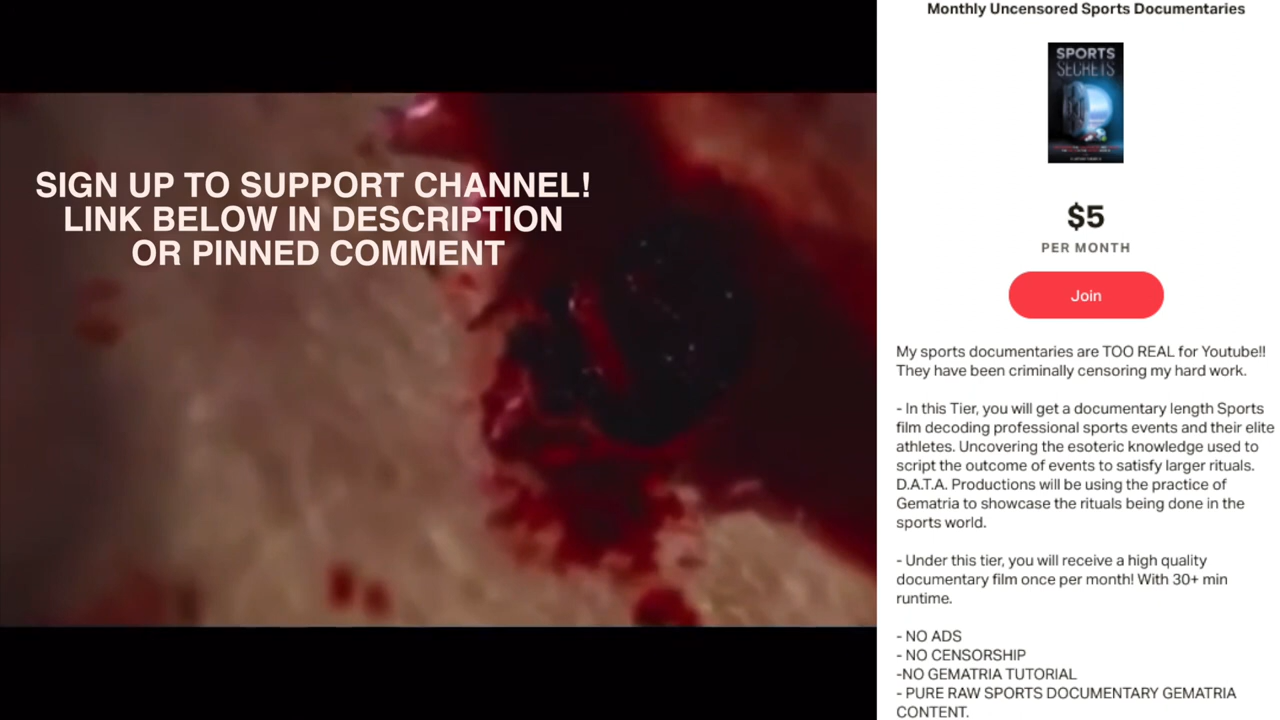 SIGN UP TO SUPPORT CHANNEL!
LINK BELOW IN DESCRIPTION
OR PINNED COMMENT
Monthly Uncensored Sports Documentaries
SPORTS
SECRETS
$5
PER MONTH
Join
My sports documentaries are TOO REAL for Youtube!!
They have been criminally censoring my hard work.
- In this Tier, you will get a documentary length Sports
film decoding professional sports events and their elite
athletes. Uncovering the esoteric knowledge used to
script the outcome of events to satisfy larger rituals.
D.A.T.A. Productions will be using the practice of
Gematria to showcase the rituals being done in the
sports world.
- Under this tier, you will receive a high quality
documentary film once per month! With 30+ min
runtime.
- NO ADS
- NO CENSORSHIP
-NO GEMATRIA TUTORIAL
- PURE RAW SPORTS DOCUMENTARY GEMATRIA
CONTENT.